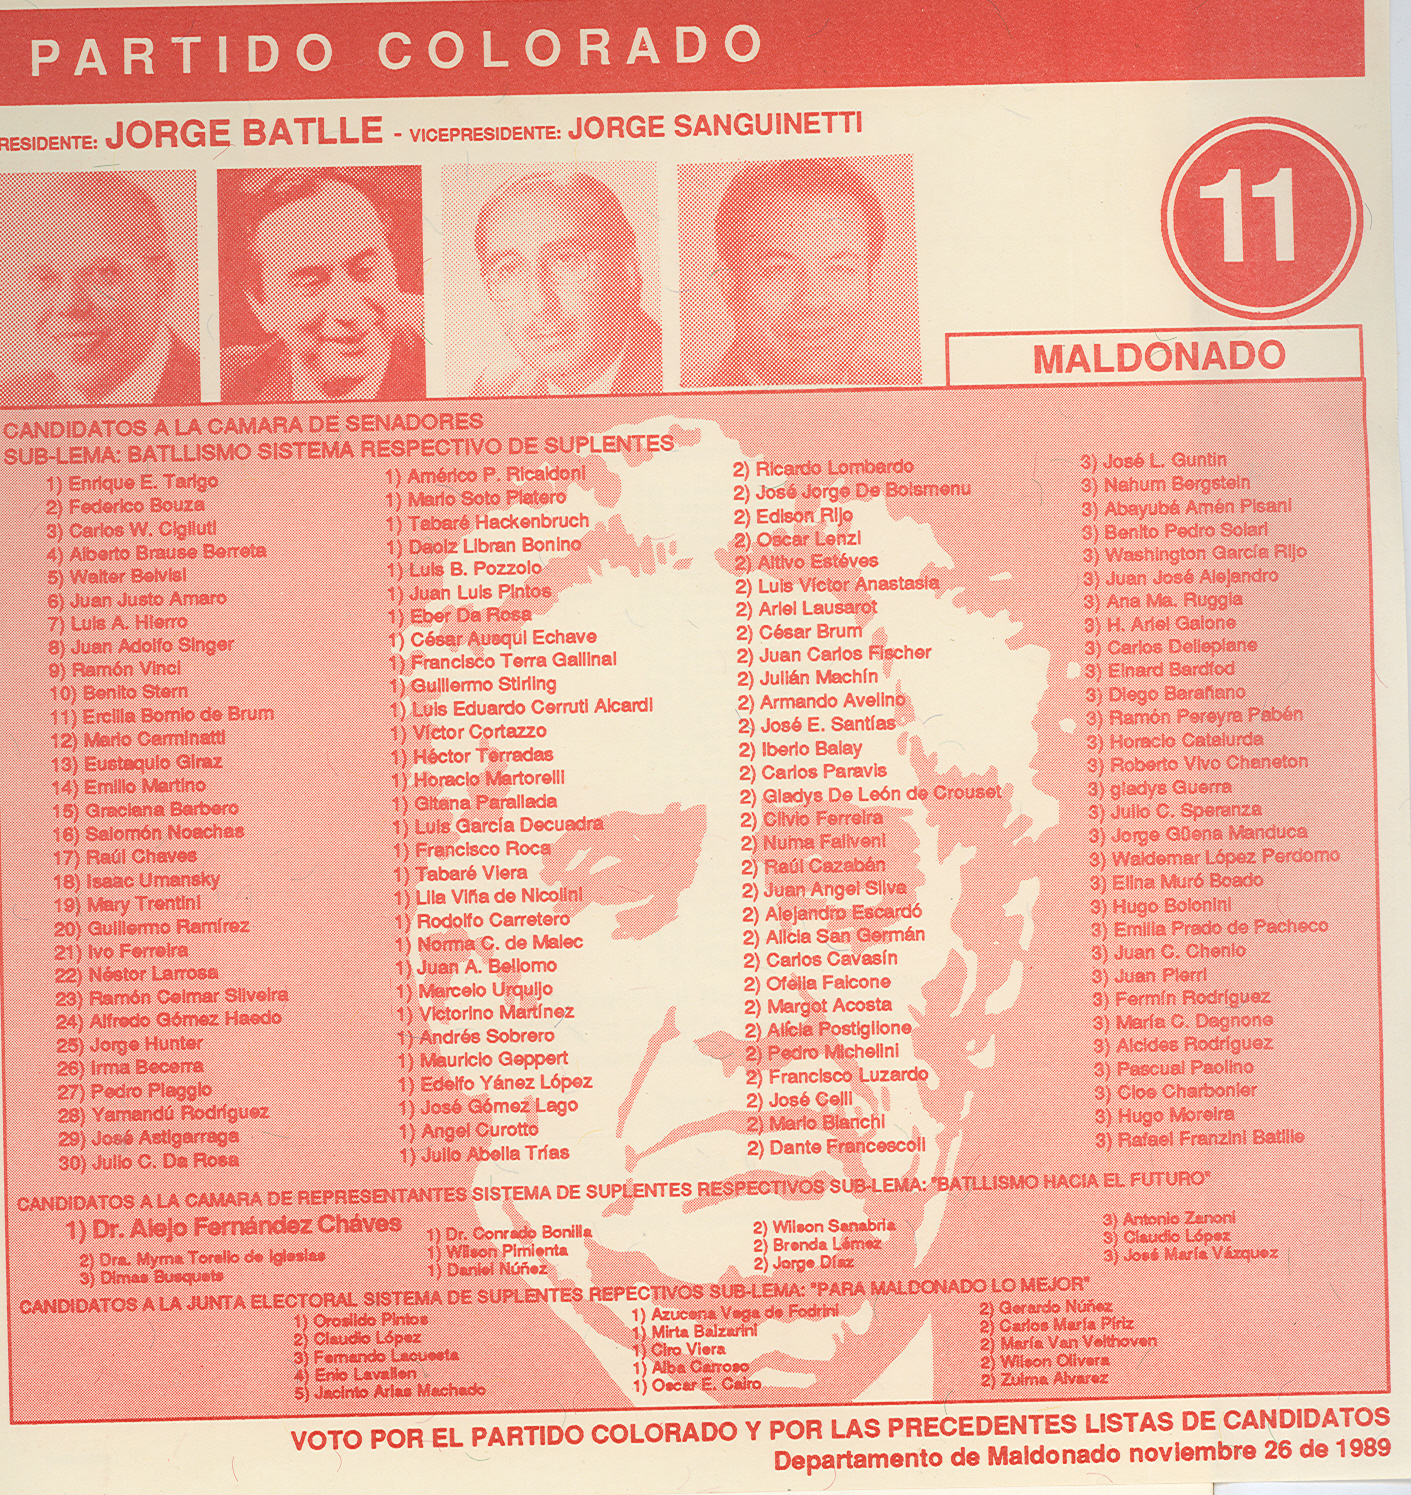 PARTIDO COLORADO
RESIDENTE: JORGE BATLLE - VICEPRESIDENTE: JORGE SANGUINETTI
11
MALDONADO
CANDIDATOS A LA CAMARA DE SENADORES
SUB-LEMA: BATLLISMO SISTEMA RESPECTIVO DE SUPLENTES
1) Enrique E. Tarigo
2) Federico Bouza
3) Carlos W. Cigliuti
4) Alberto Brause Berreta
5) Walter Belvisi
6) Juan Justo Amaro
7) Luis A. Hierro
8) Juan Adolfo Singer
9) Ramón Vinci
10) Benito Stern
11) Ercilia Bomio de Brum
12) Mario Carminatti
13) Eustaquio Giraz
14) Emilio Martino
15) Graciana Barbero
16) Salomón Noachas
17) Raúl Chaves
18) Isaac Umansky
19) Mary Trentini
20) Guillermo Ramírez
21) Ivo Ferreira
22) Néstor Larrosa
23) Ramón Celmar Silveira
24) Alfredo Gómez Haedo
25) Jorge Hunter
26) Irma Becerra
27) Pedro Piaggio
28) Yamandú Rodríguez
29) José Astigarraga
30) Julio C. Da Rosa
1) Américo P. Ricaldoni
1) Mario Soto Platero
1) Tabaré Hackenbruch
1) Daoiz Libran Bonino
1) Luis B. Pozzolo
1) Juan Luis Pintos
1) Eber Da Rosa
1) César Ausqui Echave
1) Francisco Terra Gallinal
1) Guillermo Stirling
1) Luis Eduardo Cerruti Aicardi
1) Víctor Cortazzo
1) Héctor Terradas
1) Horacio Martorelli
1) Gitana Parallada
1) Luis García Decuadra
1) Francisco Roca
1) Tabaré Viera
1) Lila Viña de Nicolini
1) Rodolfo Carretero
1) Norma C. de Malec
1) Juan A. Bellomo
1) Marcelo Urquijo
1) Victorino Martínez
1) Andrés Sobrero
1) Mauricio Geppert
1) Edelfo Yánez López
1) José Gómez Lago
1) Angel Curotto
1) Julio Abella Trías
2) Ricardo Lombardo
2) José Jorge De Boismenu
2) Edison Rijo
2) Oscar Lenzi
2) Altivo Estéves
2) Luis Víctor Anastasia
2) Ariel Lausarot
2) César Brum
2) Juan Carlos Fischer
2) Julián Machín
2) Armando Avelino
2) José E. Santías
2) Iberio Balay
2) Carlos Paravis
2) Gladys De León de Crouset
2) Cilvio Ferreira
2) Numa Faliveni
2) Raúl Cazabán
2) Juan Angel Silva
2) Alejandro Escardó
2) Alicia San Germán
2) Carlos Cavasín
2) Ofelia Falcone
2) Margot Acosta
2) Alicia Postiglione
2) Pedro Michelini
2) Francisco Luzardo
2) José Celli
2) Mario Bianchi
2) Dante Francescoli
3) José L. Guntin
3) Nahum Bergstein
3) Abayubá Amén Pisani
3) Benito Pedro Solari
3) Washington García Rijo
3) Juan José Alejandro
3) Ana Ma. Ruggia
3) H. Ariel Galone
3) Carlos Dellepiane
3) Einard Bardfod
3) Diego Barañano
3) Ramón Pereyra Pabén
3) Horacio Catalurda
3) Roberto Vivo Chaneton
3) gladys Guerra
3) Julio C. Speranza
3) Jorge Güena Manduca
3) Waldemar López Perdomo
3) Elina Muró Boado
3) Hugo Bolonini
3) Emilia Prado de Pacheco
3) Juan C. Chenlo
3) Juan Pierri
3) Fermín Rodríguez
3) María C. Dagnone
3) Alcides Rodríguez
3) Pascual Paolino
3) Cloe Charbonier
3) Hugo Moreira
3) Rafael Franzini Batlle
CANDIDATOS A LA CAMARA DE REPRESENTANTES SISTEMA DE SUPLENTES RESPECTIVOS SUB-LEMA: "BATLLISMO HACIA EL FUTURO"
1) Dr. Alejo Fernández Cháves
2) Dra. Myrna Torello de Iglesias
3) Dimas Busquets
1) Dr. Conrado Bonilla
1) Wilson Pimienta
1) Daniel Núñez
2) Wilson Sanabria
2) Brenda Lémez
2) Jorge Díaz
3) Antonio Zanoni
3) Claudio López
3) José María Vázquez
CANDIDATOS A LA JUNTA ELECTORAL SISTEMA DE SUPLENTES REPECTIVOS SUB-LEMA: "PARA MALDONADO LO MEJOR"
1) Orosildo Pintos
2) Claudio López
3) Fernando Lacuesta
4) Enio Lavallen
5) Jacinto Arias Machado
1) Azucena Vega de Fodrini
1) Mirta Balzarini
1) Ciro Viera
1) Alba Carroso
1) Oscar E. Cairo
2) Gerardo Núñez
2) Carlos María Píriz
2) María Van Velthoven
2) Wilson Olivera
2) Zulma Alvarez
VOTO POR EL PARTIDO COLORADO Y POR LAS PRECEDENTES LISTAS DE CANDIDATOS
Departamento de Maldonado noviembre 26 de 1989